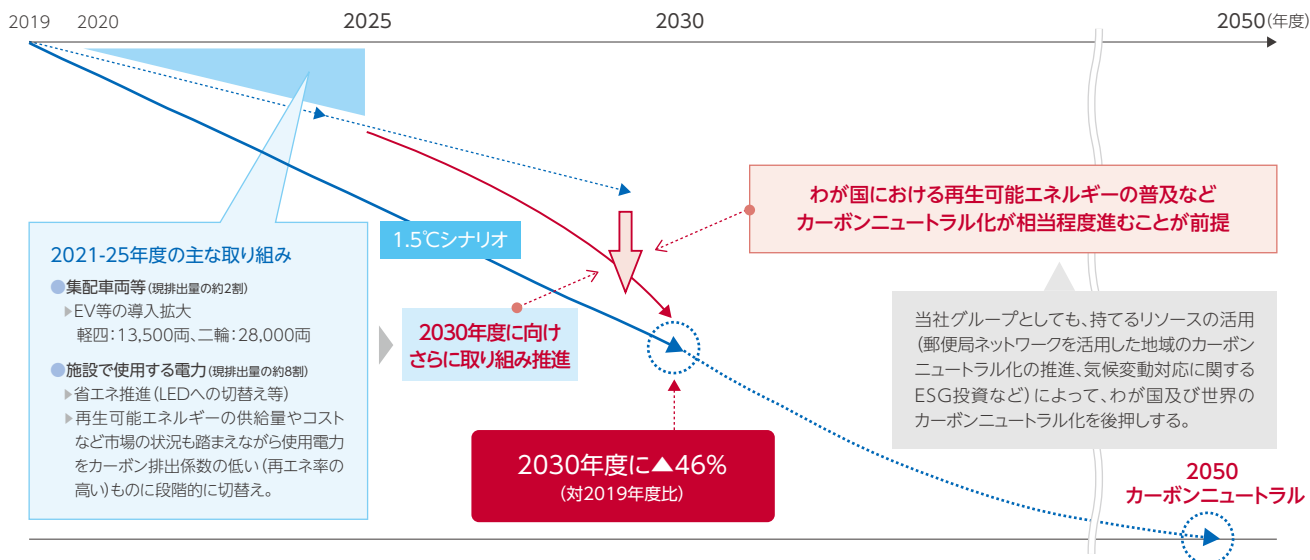 2019 2020 2025 2030 2050(年度)
2021-25年度の主な取り組み
●集配車両等(現排出量の約2割)
▶EV等の導入拡大
軽四:13,500両、二輪:28,000両
●施設で使用する電力(現排出量の約8割)
▶省エネ推進(LEDへの切替え等)
▶再生可能エネルギーの供給量やコスト
など市場の状況も踏まえながら使用電力
をカーボン排出係数の低い(再エネ率の
高い)ものに段階的に切替え。
1.5℃シナリオ
2030年度に向け
さらに取り組み推進
わが国における再生可能エネルギーの普及など
カーボンニュートラル化が相当程度進むことが前提
当社グループとしても、持てるリソースの活用
(郵便局ネットワークを活用した地域のカーボン
ニュートラル化の推進、気候変動対応に関する
ESG投資など)によって、わが国及び世界の
カーボンニュートラル化を後押しする。
2030年度に▲46%
(対2019年度比)
2050
カーボンニュートラル